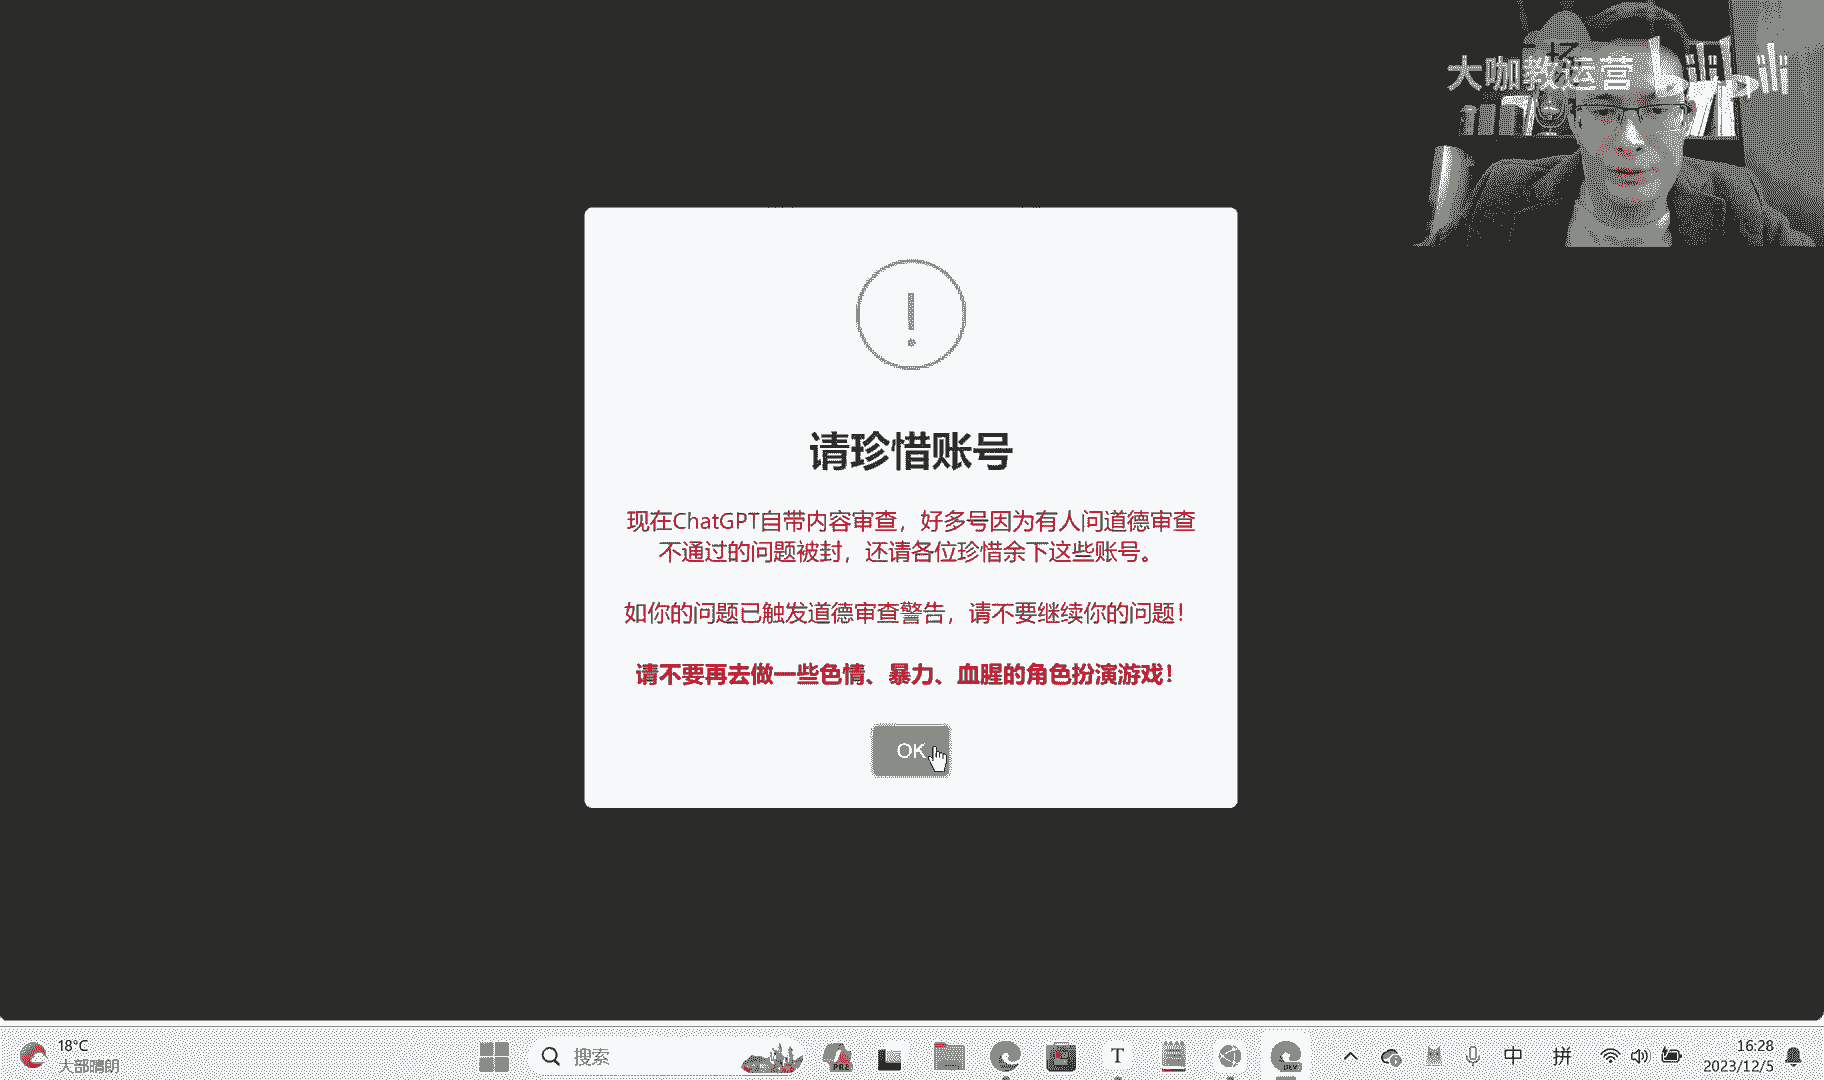 大咖教运营 bilibili
请珍惜账号
现在ChatGPT自带内容审查，好多号因为有人问道德审查
不通过的问题被封，还请各位珍惜余下这些账号。
如你的问题已触发道德审查警告，请不要继续你的问题！
请不要再去做一些色情、暴力、血腥的角色扮演游戏！
OK
18°C
大部晴朗
搜索
PRE
T
DEV
中
拼
16:28
2023/12/5